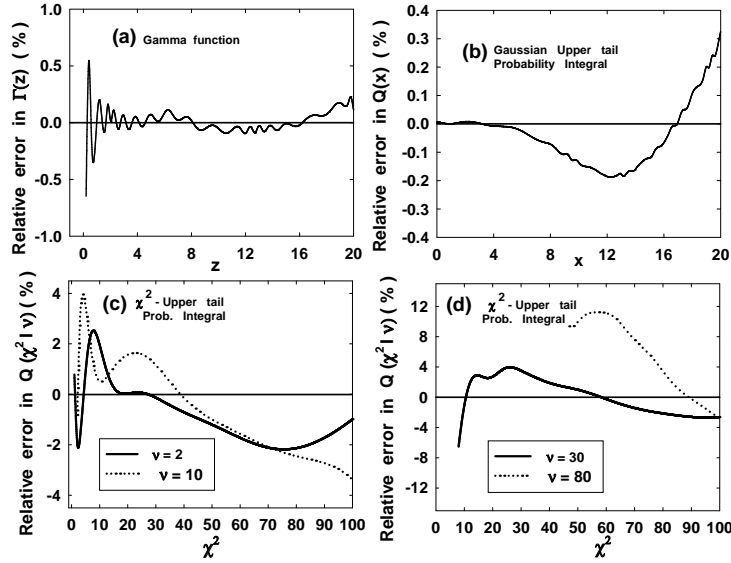 (a) Gamma function
Relative error in Γ(z) (%)
1.0
0.5
0.0
-0.5
-1.0
0 4 8 12 16 20
z
(b) Gaussian Upper tail
Probability Integral
Relative error in Q(x) (%)
0.4
0.3
0.2
0.1
0.0
-0.1
-0.2
-0.3
-0.4
0 4 8 12 16 20
x
(c) χ² - Upper tail
Prob. Integral
Relative error in Q (χ² | ν) (%)
4
2
0
-2
-4
ν = 2
ν = 10
0 10 20 30 40 50 60 70 80 90 100
χ²
(d) χ² - Upper tail
Prob. Integral
Relative error in Q (χ² | ν) (%)
12
8
4
0
-4
-8
-12
ν = 30
ν = 80
0 10 20 30 40 50 60 70 80 90 100
χ²